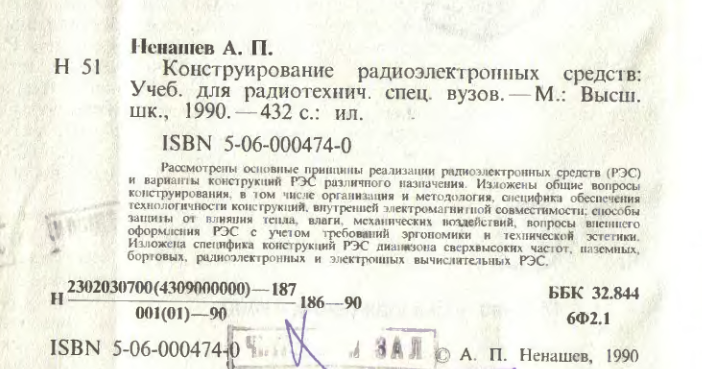 Ненашев А. П.
Н 51 Конструирование радиоэлектронных средств:
Учеб. для радиотехнич. спец. вузов. — М.: Высш.
шк., 1990. — 432 с.: ил.
ISBN 5-06-000474-0
Рассмотрены основные принципы реализации радиоэлектронных средств (РЭС)
и варианты конструкций РЭС различного назначения. Изложены общие вопросы
конструирования, в том числе организация и методология, специфика обеспечения
технологичности конструкций, внутренней электромагнитной совместимости; способы
защиты от влияния тепла, влаги, механических воздействий, вопросы внешнего
оформления РЭС с учетом требований эргономики и технической эстетики.
Изложена специфика конструкций РЭС диапазона сверхвысоких частот, наземных,
бортовых, радиоэлектронных и электронных вычислительных РЭС.
Н 2302030700(4309000000)—187
001(01)—90
186—90
ББК 32.844
6Ф2.1
ISBN 5-06-000474-0
ЗАЛ
© А. П. Ненашев, 1990